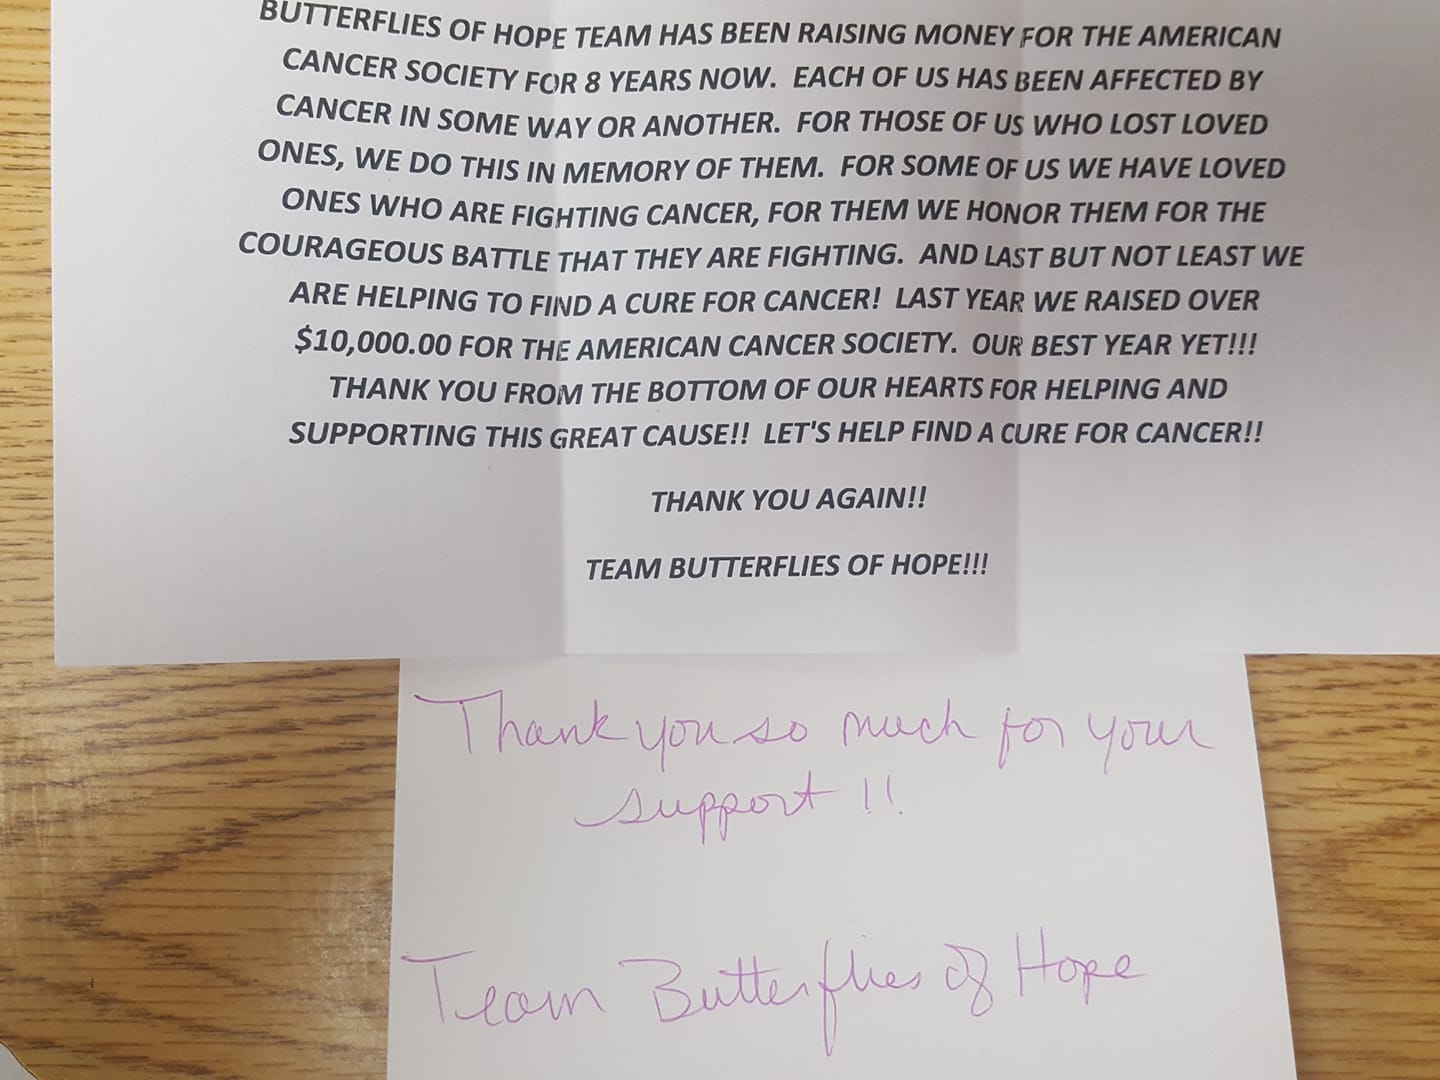 BUTTERFLIES OF HOPE TEAM HAS BEEN RAISING MONEY FOR THE AMERICAN
CANCER SOCIETY FOR 8 YEARS NOW.  EACH OF US HAS BEEN AFFECTED BY
CANCER IN SOME WAY OR ANOTHER.  FOR THOSE OF US WHO LOST LOVED
ONES, WE DO THIS IN MEMORY OF THEM.  FOR SOME OF US WE HAVE LOVED
ONES WHO ARE FIGHTING CANCER, FOR THEM WE HONOR THEM FOR THE
COURAGEOUS BATTLE THAT THEY ARE FIGHTING.  AND LAST BUT NOT LEAST WE
ARE HELPING TO FIND A CURE FOR CANCER!  LAST YEAR WE RAISED OVER
$10,000.00 FOR THE AMERICAN CANCER SOCIETY.  OUR BEST YEAR YET!!!
THANK YOU FROM THE BOTTOM OF OUR HEARTS FOR HELPING AND
SUPPORTING THIS GREAT CAUSE!!  LET'S HELP FIND A CURE FOR CANCER!!
THANK YOU AGAIN!!
TEAM BUTTERFLIES OF HOPE!!!
Thank you so much for your
support !!
Team Butterflies of Hope